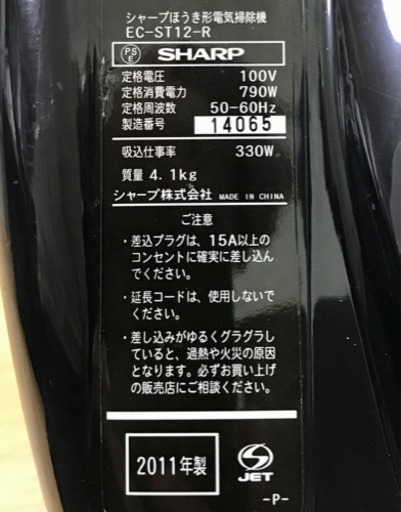 シャープほうき形電気掃除機
EC-ST12-R
PS E SHARP
定格電圧 100V
定格消費電力 790W
定格周波数 50-60Hz
製造番号 14065
吸込仕事率 330W
質量 4.1kg
シャープ株式会社 MADE IN CHINA
ご注意
・差込プラグは、15A以上の
コンセントに確実に差し込ん
でください。
・延長コードは、使用しないで
ください。
・差し込みがゆるくグラグラ
していると、過熱や火災の原因
となります。必ずお買い上げ
の販売店にご相談ください。
2011年製
S JET
-P-